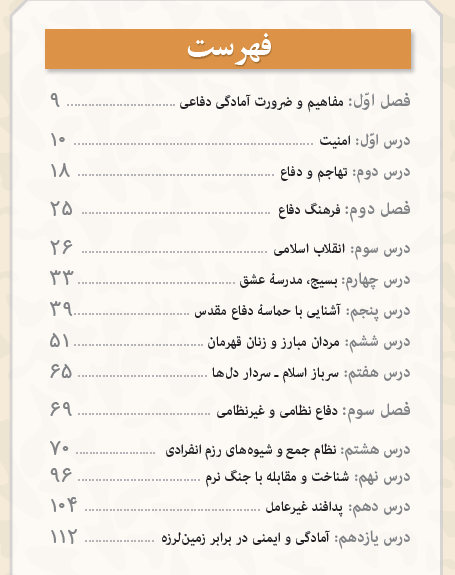 فهرست
فصل اوّل: مفاهیم و ضرورت آمادگی دفاعی ............................ ۹
درس اوّل: امنیت ............................................................ ۱۰
درس دوم: تهاجم و دفاع ................................................ ۱۸
فصل دوم: فرهنگ دفاع ................................................ ۲۵
درس سوم: انقلاب اسلامی ............................................. ۲۶
درس چهارم: بسیج، مدرسهٔ عشق ....................................... ۳۳
درس پنجم: آشنایی با حماسهٔ دفاع مقدس ............................ ۳۹
درس ششم: مردان مبارز و زنان قهرمان ................................ ۵۱
درس هفتم: سرباز اسلام ـ سردار دل‌ها ................................ ۶۵
فصل سوم: دفاع نظامی و غیرنظامی ................................ ۶۹
درس هشتم: نظام جمع و شیوه‌های رزم انفرادی .................... ۷۰
درس نهم: شناخت و مقابله با جنگ نرم ............................... ۹۶
درس دهم: پدافند غیرعامل ............................................ ۱۰۴
درس یازدهم: آمادگی و ایمنی در برابر زمین‌لرزه .................. ۱۱۲